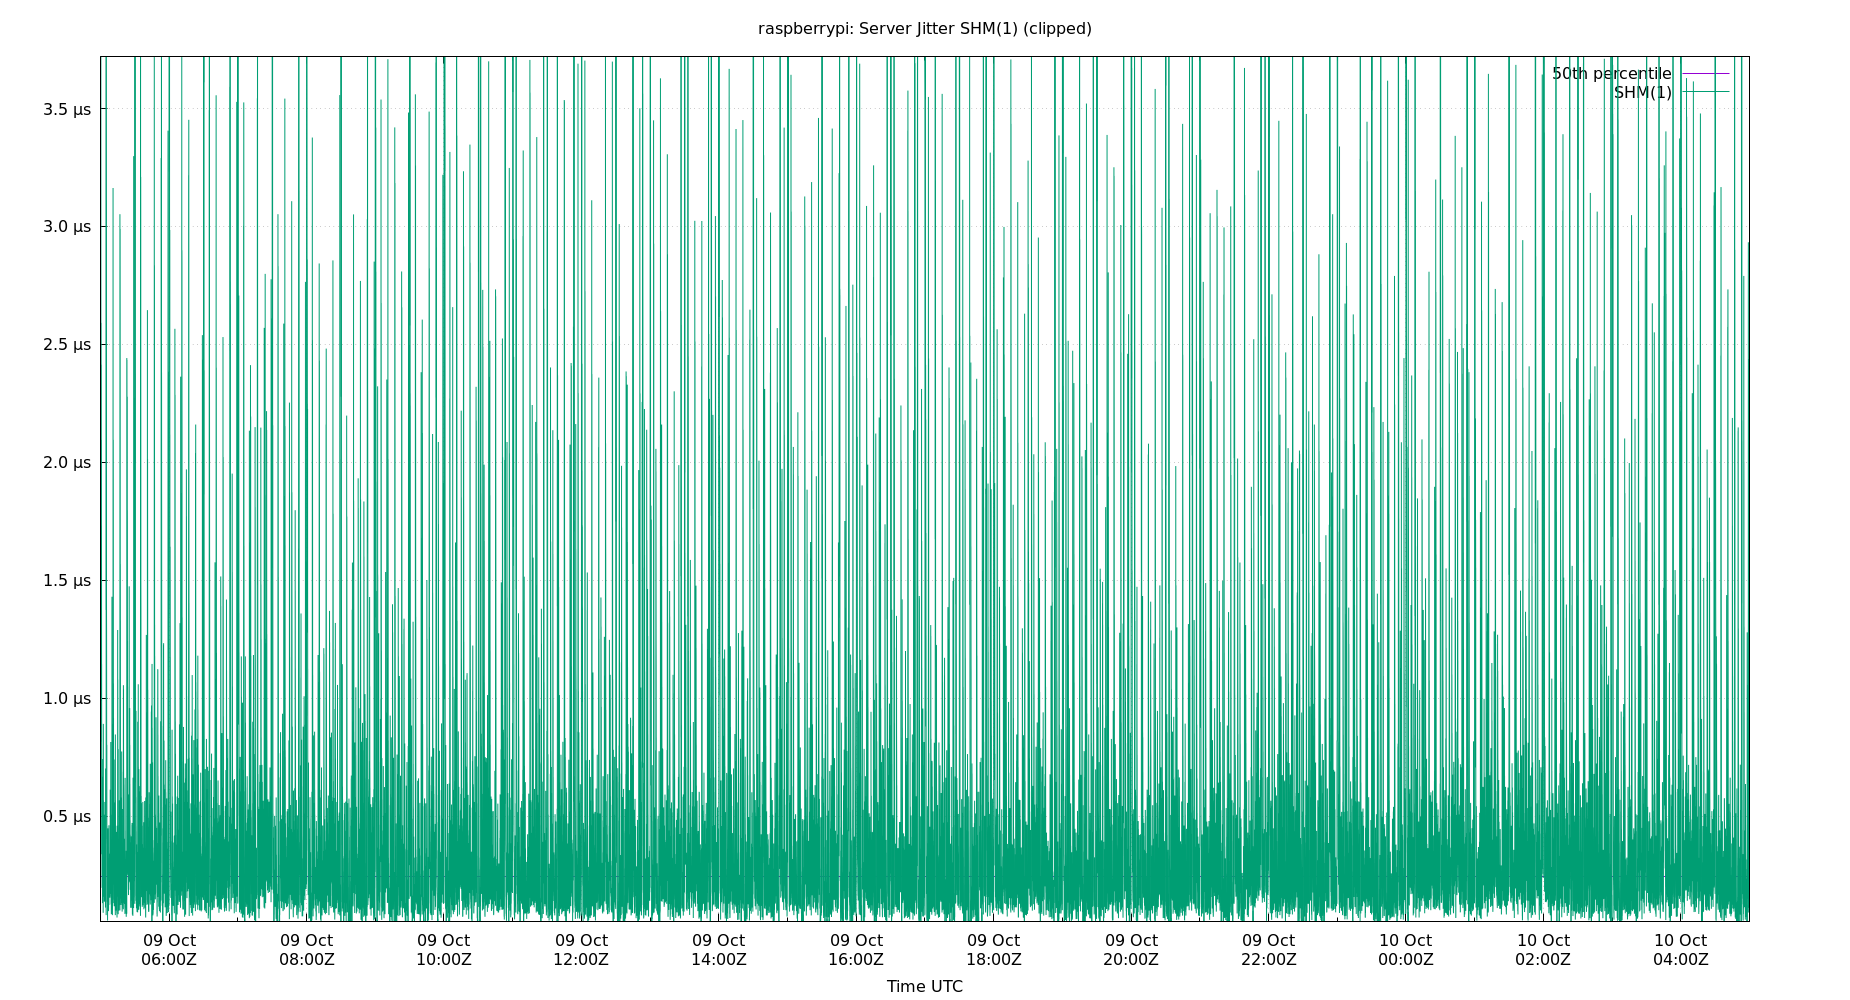 raspberrypi: Server Jitter SHM(1) (clipped)
50th percentile
SHM(1)
3.5 µs
3.0 µs
2.5 µs
2.0 µs
1.5 µs
1.0 µs
0.5 µs
09 Oct 09 Oct 09 Oct 09 Oct 09 Oct 09 Oct 09 Oct 09 Oct 09 Oct 10 Oct 10 Oct 10 Oct
06:00Z 08:00Z 10:00Z 12:00Z 14:00Z 16:00Z 18:00Z 20:00Z 22:00Z 00:00Z 02:00Z 04:00Z
Time UTC